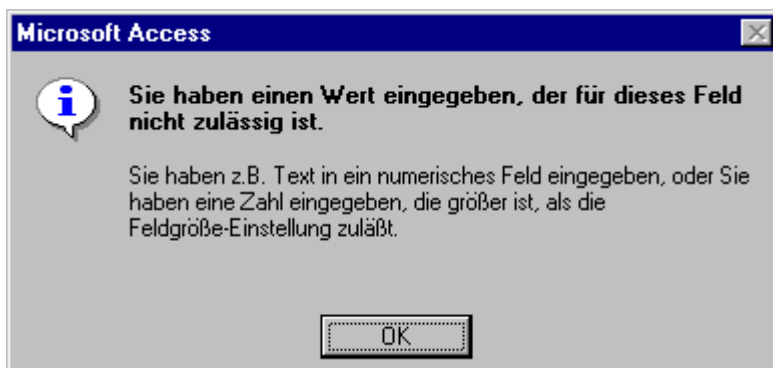 Microsoft Access
Sie haben einen Wert eingegeben, der für dieses Feld
nicht zulässig ist.
Sie haben z.B. Text in ein numerisches Feld eingegeben, oder Sie
haben eine Zahl eingegeben, die größer ist, als die
Feldgröße-Einstellung zuläßt.
OK